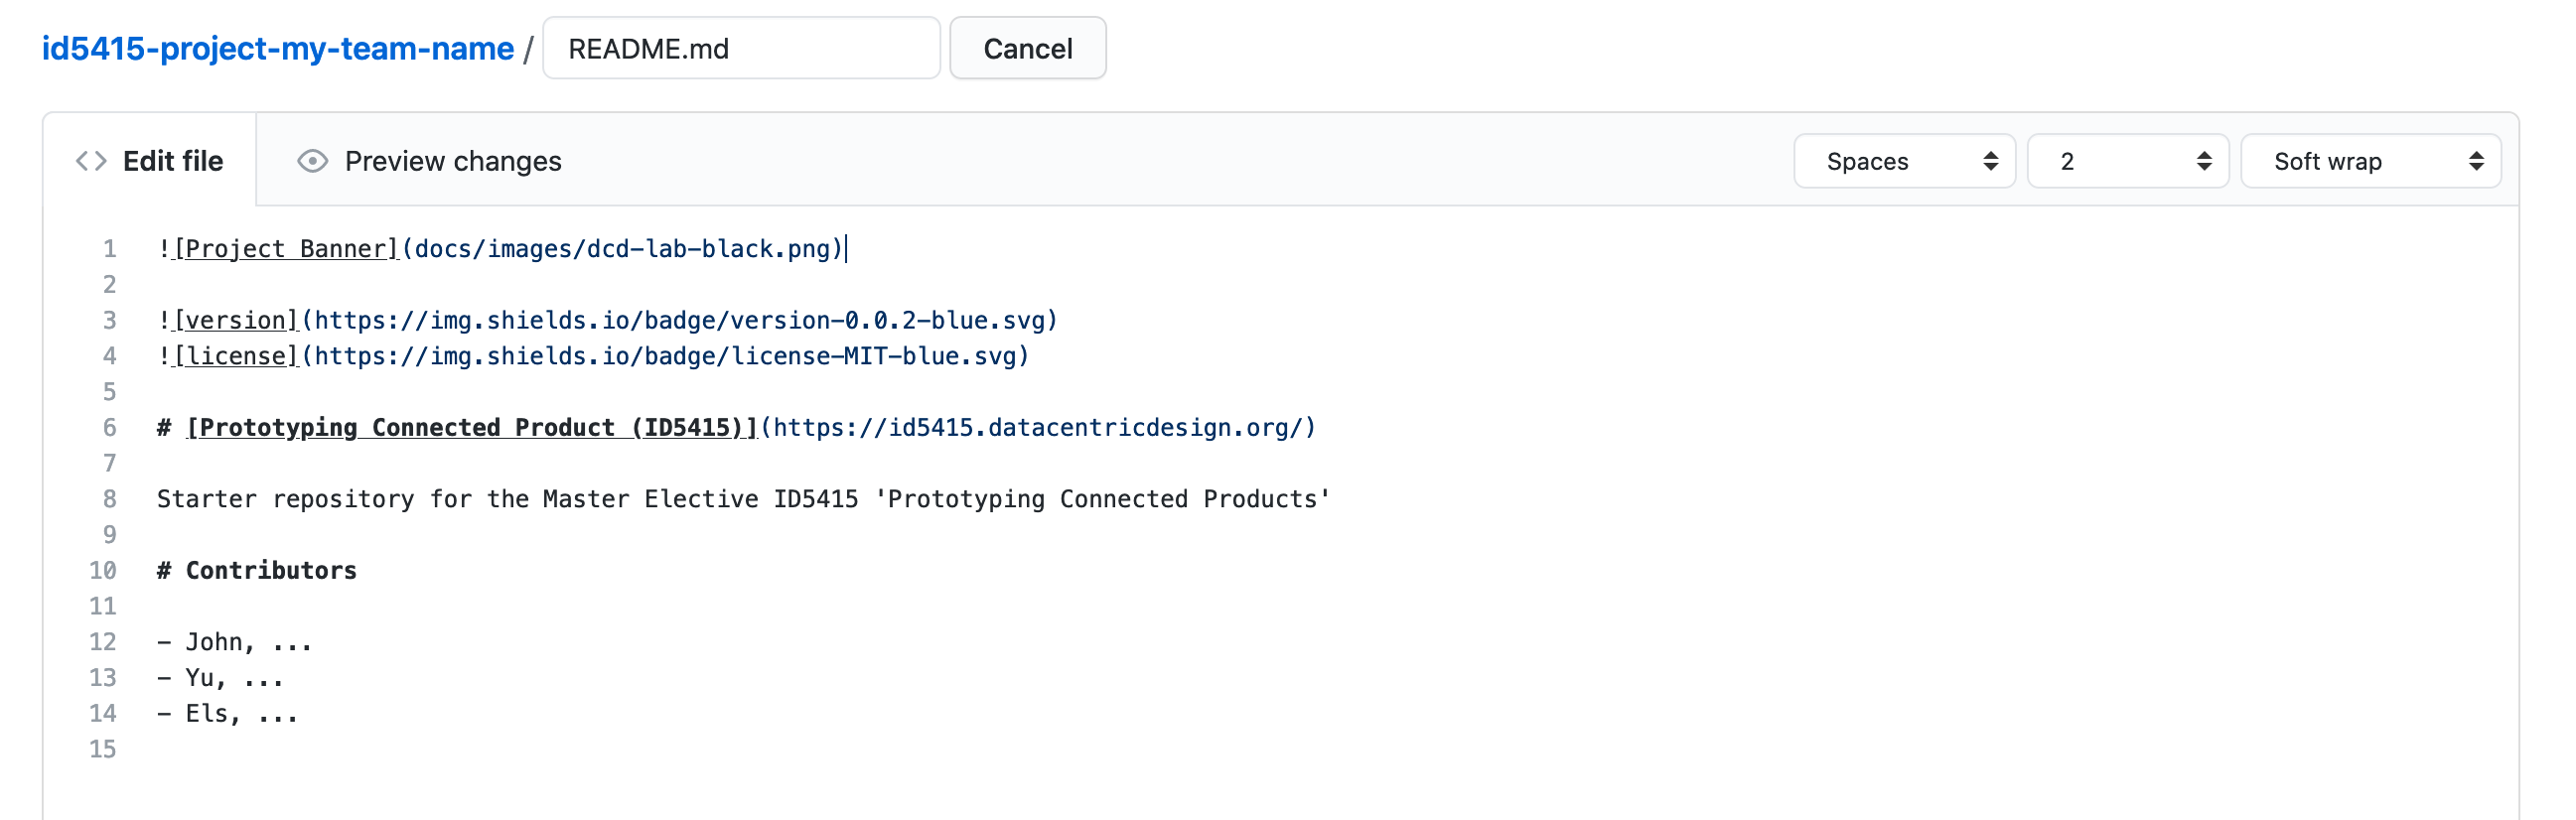 id5415-project-my-team-name / README.md Cancel
<> Edit file Preview changes Spaces 2 Soft wrap
1 ![Project Banner](docs/images/dcd-lab-black.png)
2
3 ![version](https://img.shields.io/badge/version-0.0.2-blue.svg)
4 ![license](https://img.shields.io/badge/license-MIT-blue.svg)
5
6 # [Prototyping Connected Product (ID5415)](https://id5415.datacentricdesign.org/)
7
8 Starter repository for the Master Elective ID5415 'Prototyping Connected Products'
9
10 # Contributors
11
12 - John, ...
13 - Yu, ...
14 - Els, ...
15